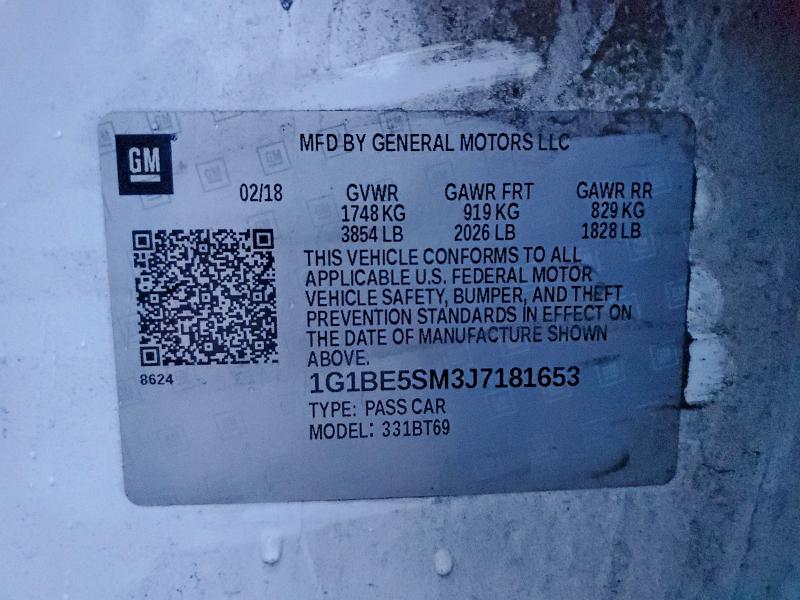 GM
MFD BY GENERAL MOTORS LLC
02/18 GVWR GAWR FRT GAWR RR
1748 KG 919 KG 829 KG
3854 LB 2026 LB 1828 LB
THIS VEHICLE CONFORMS TO ALL
APPLICABLE U.S. FEDERAL MOTOR
VEHICLE SAFETY, BUMPER, AND THEFT
PREVENTION STANDARDS IN EFFECT ON
THE DATE OF MANUFACTURE SHOWN
ABOVE.
8624
1G1BE5SM3J7181653
TYPE: PASS CAR
MODEL: 331BT69